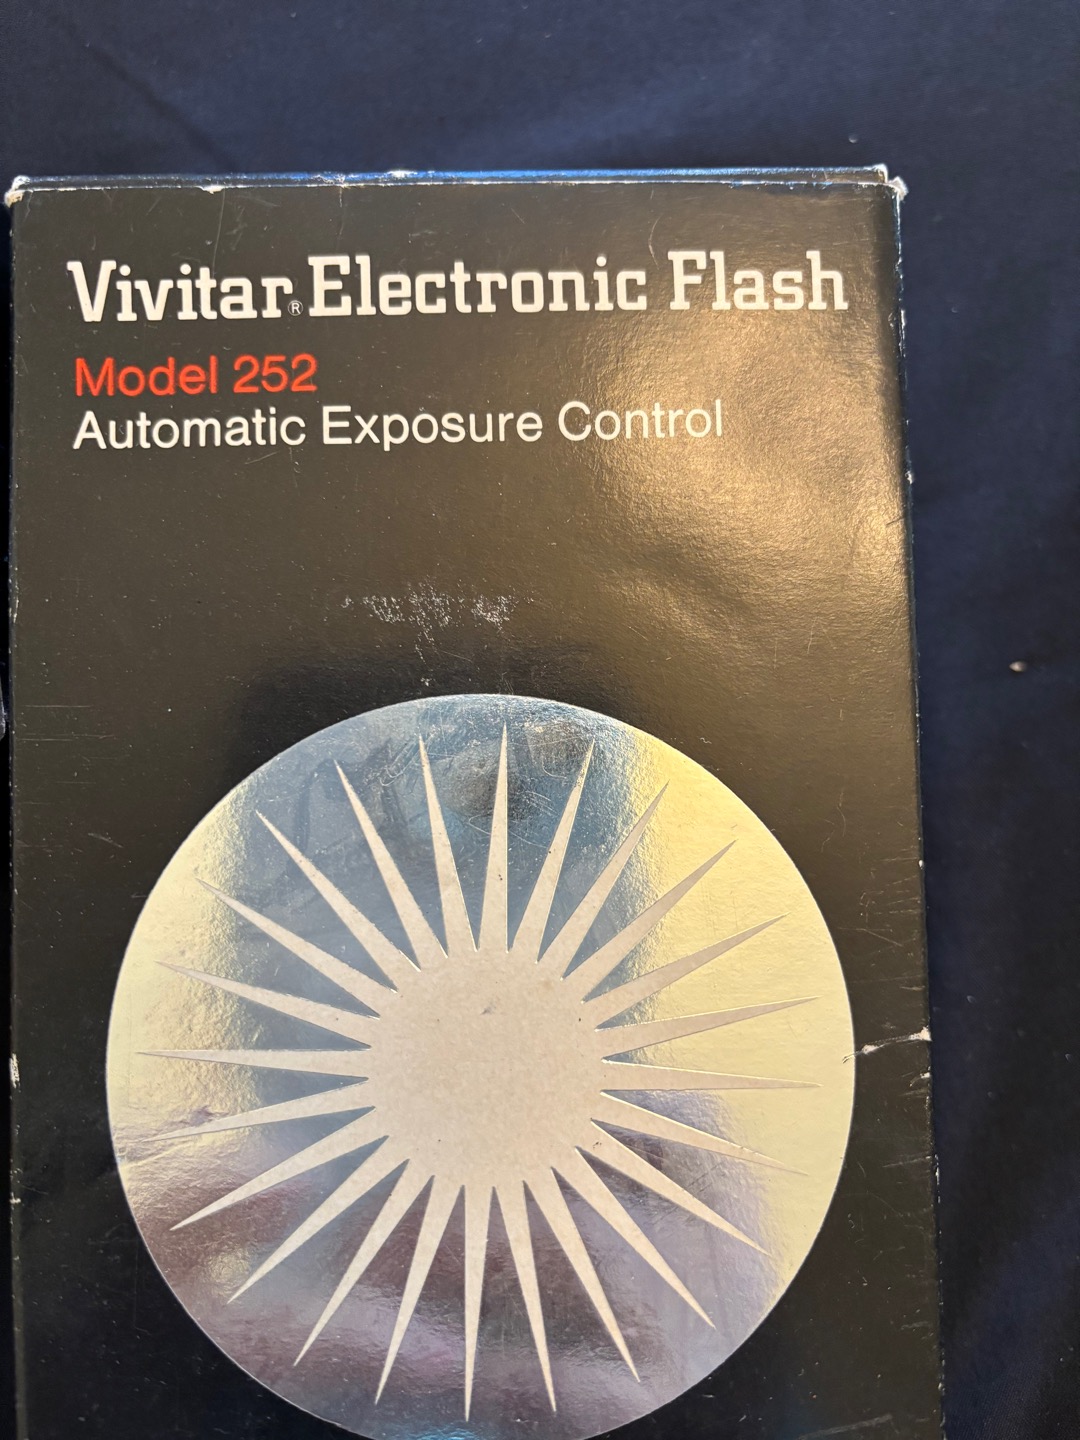 Vivitar® Electronic Flash
Model 252
Automatic Exposure Control